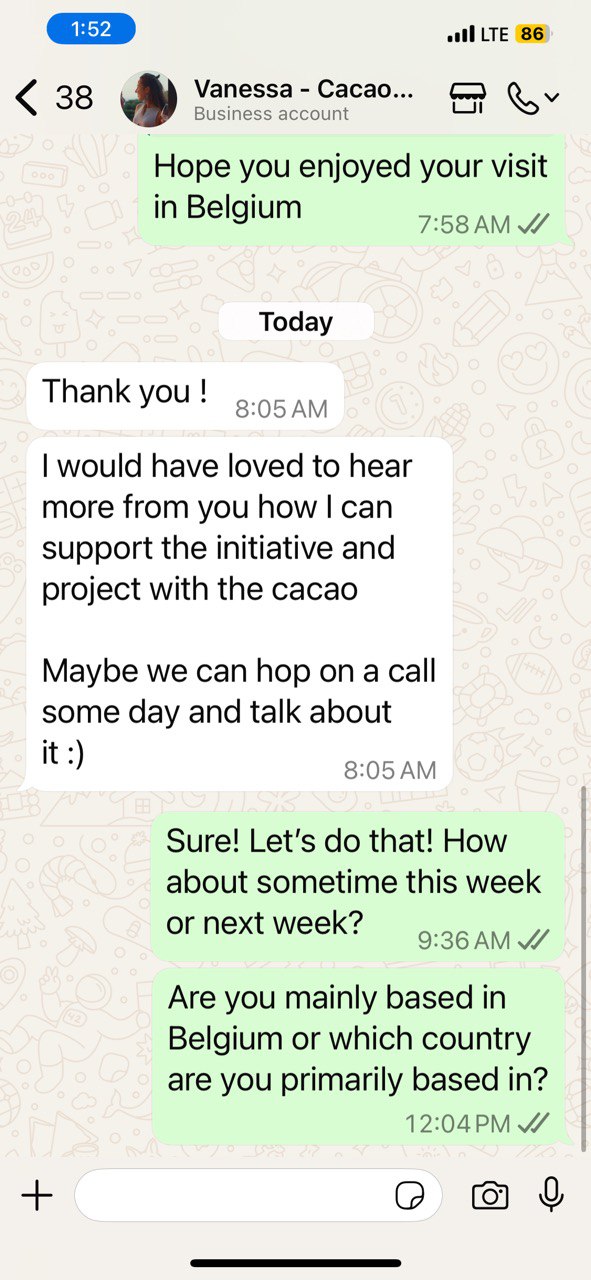 1:52
LTE 86
38
Vanessa - Cacao...
Business account
Hope you enjoyed your visit
in Belgium
7:58 AM
Today
Thank you !
8:05 AM
I would have loved to hear
more from you how I can
support the initiative and
project with the cacao
Maybe we can hop on a call
some day and talk about
it :)
8:05 AM
Sure! Let’s do that! How
about sometime this week
or next week?
9:36 AM
Are you mainly based in
Belgium or which country
are you primarily based in?
12:04 PM